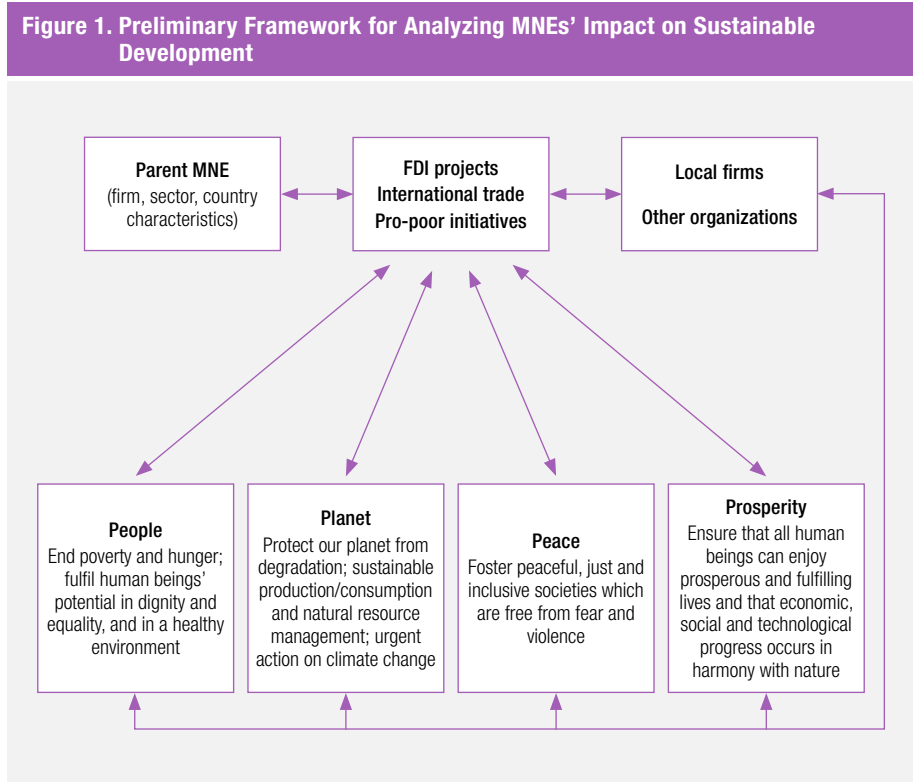 Figure 1. Preliminary Framework for Analyzing MNEs' Impact on Sustainable
Development
Parent MNE
(firm, sector, country
characteristics)
FDI projects
International trade
Pro-poor initiatives
Local firms
Other organizations
People
End poverty and hunger;
fulfil human beings'
potential in dignity and
equality, and in a healthy
environment
Planet
Protect our planet from
degradation; sustainable
production/consumption
and natural resource
management; urgent
action on climate change
Peace
Foster peaceful, just and
inclusive societies which
are free from fear and
violence
Prosperity
Ensure that all human
beings can enjoy
prosperous and fulfilling
lives and that economic,
social and technological
progress occurs in
harmony with nature